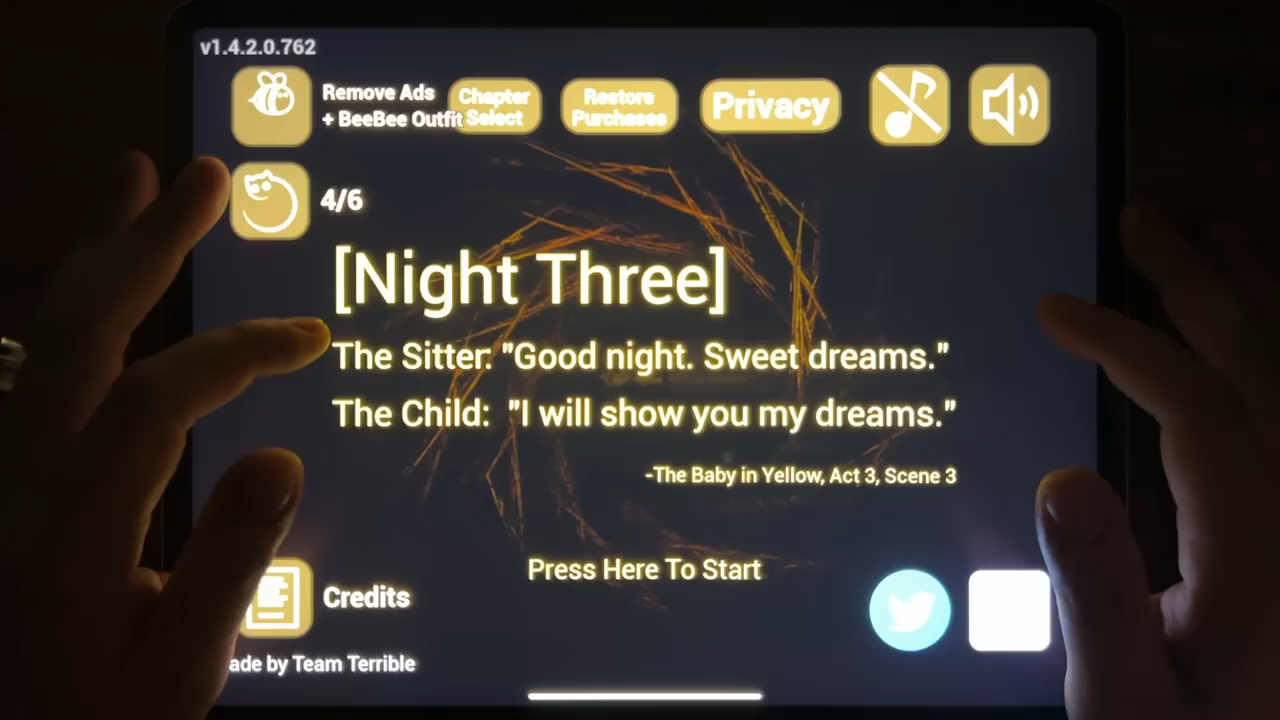 v1.4.2.0.762
Remove Ads
+ BeeBee Outfit
Chapter
Select
Restore
Purchases
Privacy
4/6
[Night Three]
The Sitter: "Good night. Sweet dreams."
The Child: "I will show you my dreams."
-The Baby in Yellow, Act 3, Scene 3
Press Here To Start
Credits
ade by Team Terrible